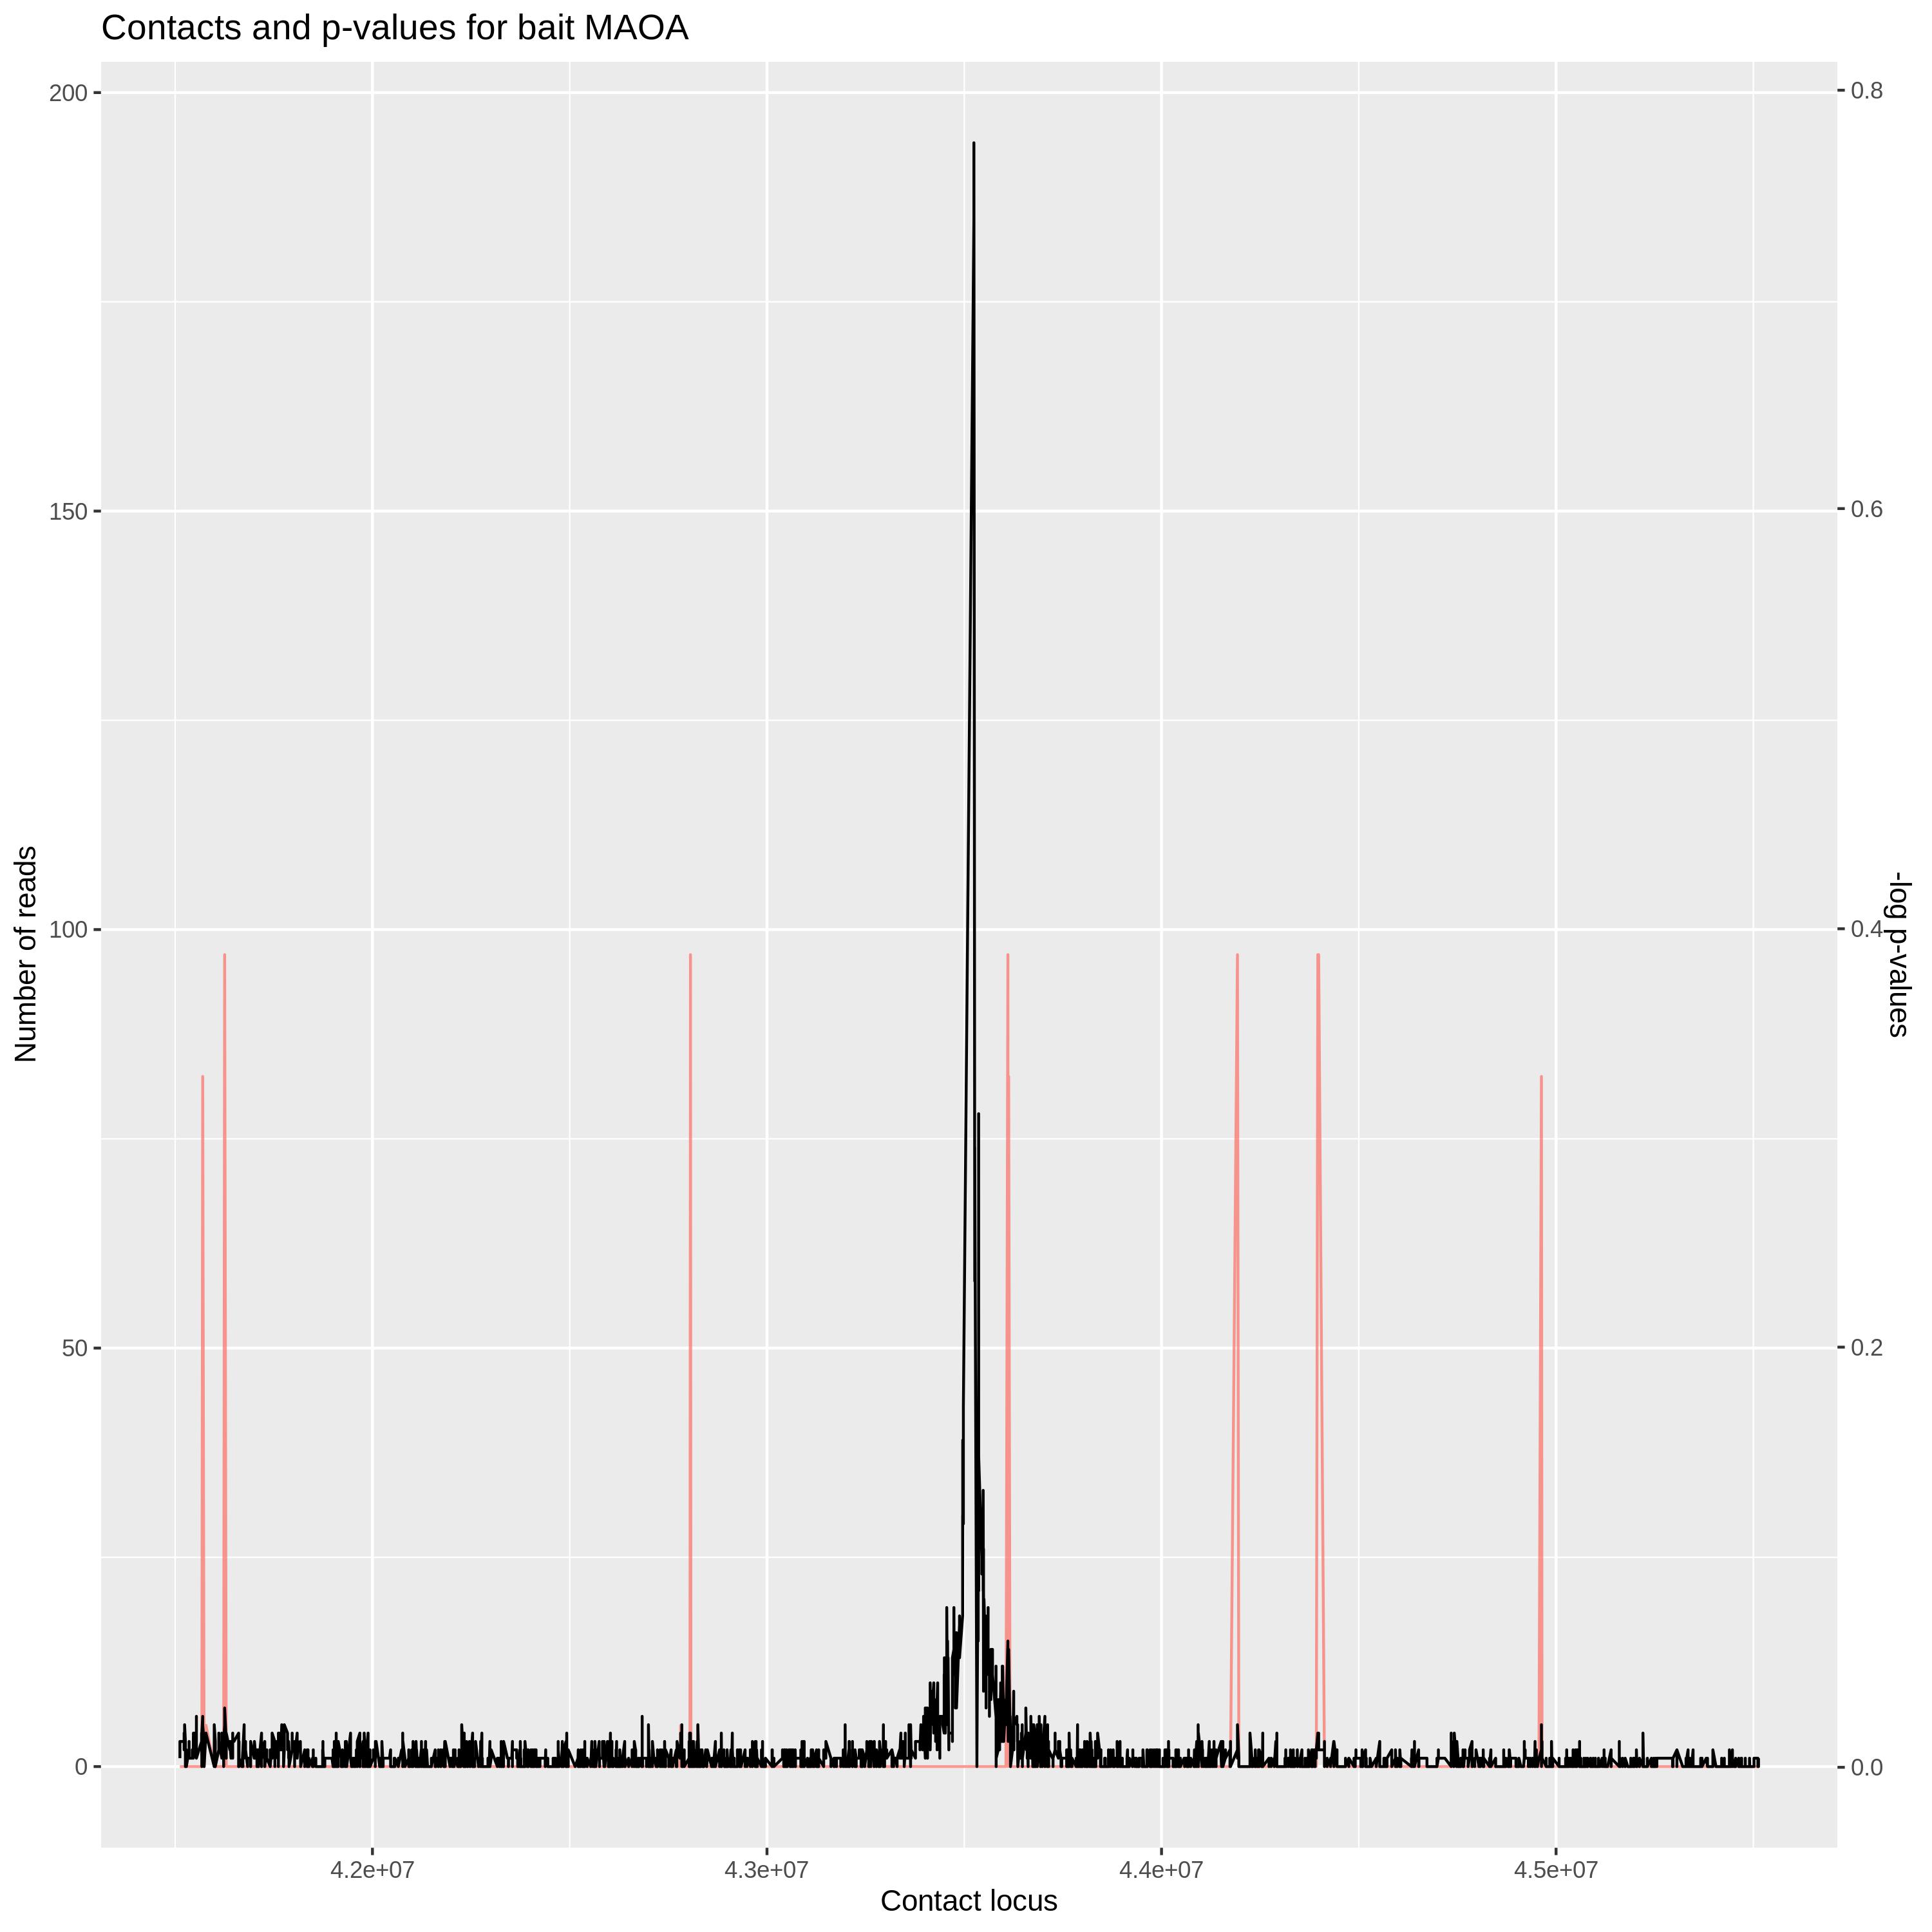 Contacts and p-values for bait MAOA
200
150
100
50
0
Number of reads
0.8
0.6
0.4
0.2
0.0
-log p-values
4.2e+07
4.3e+07
4.4e+07
4.5e+07
Contact locus